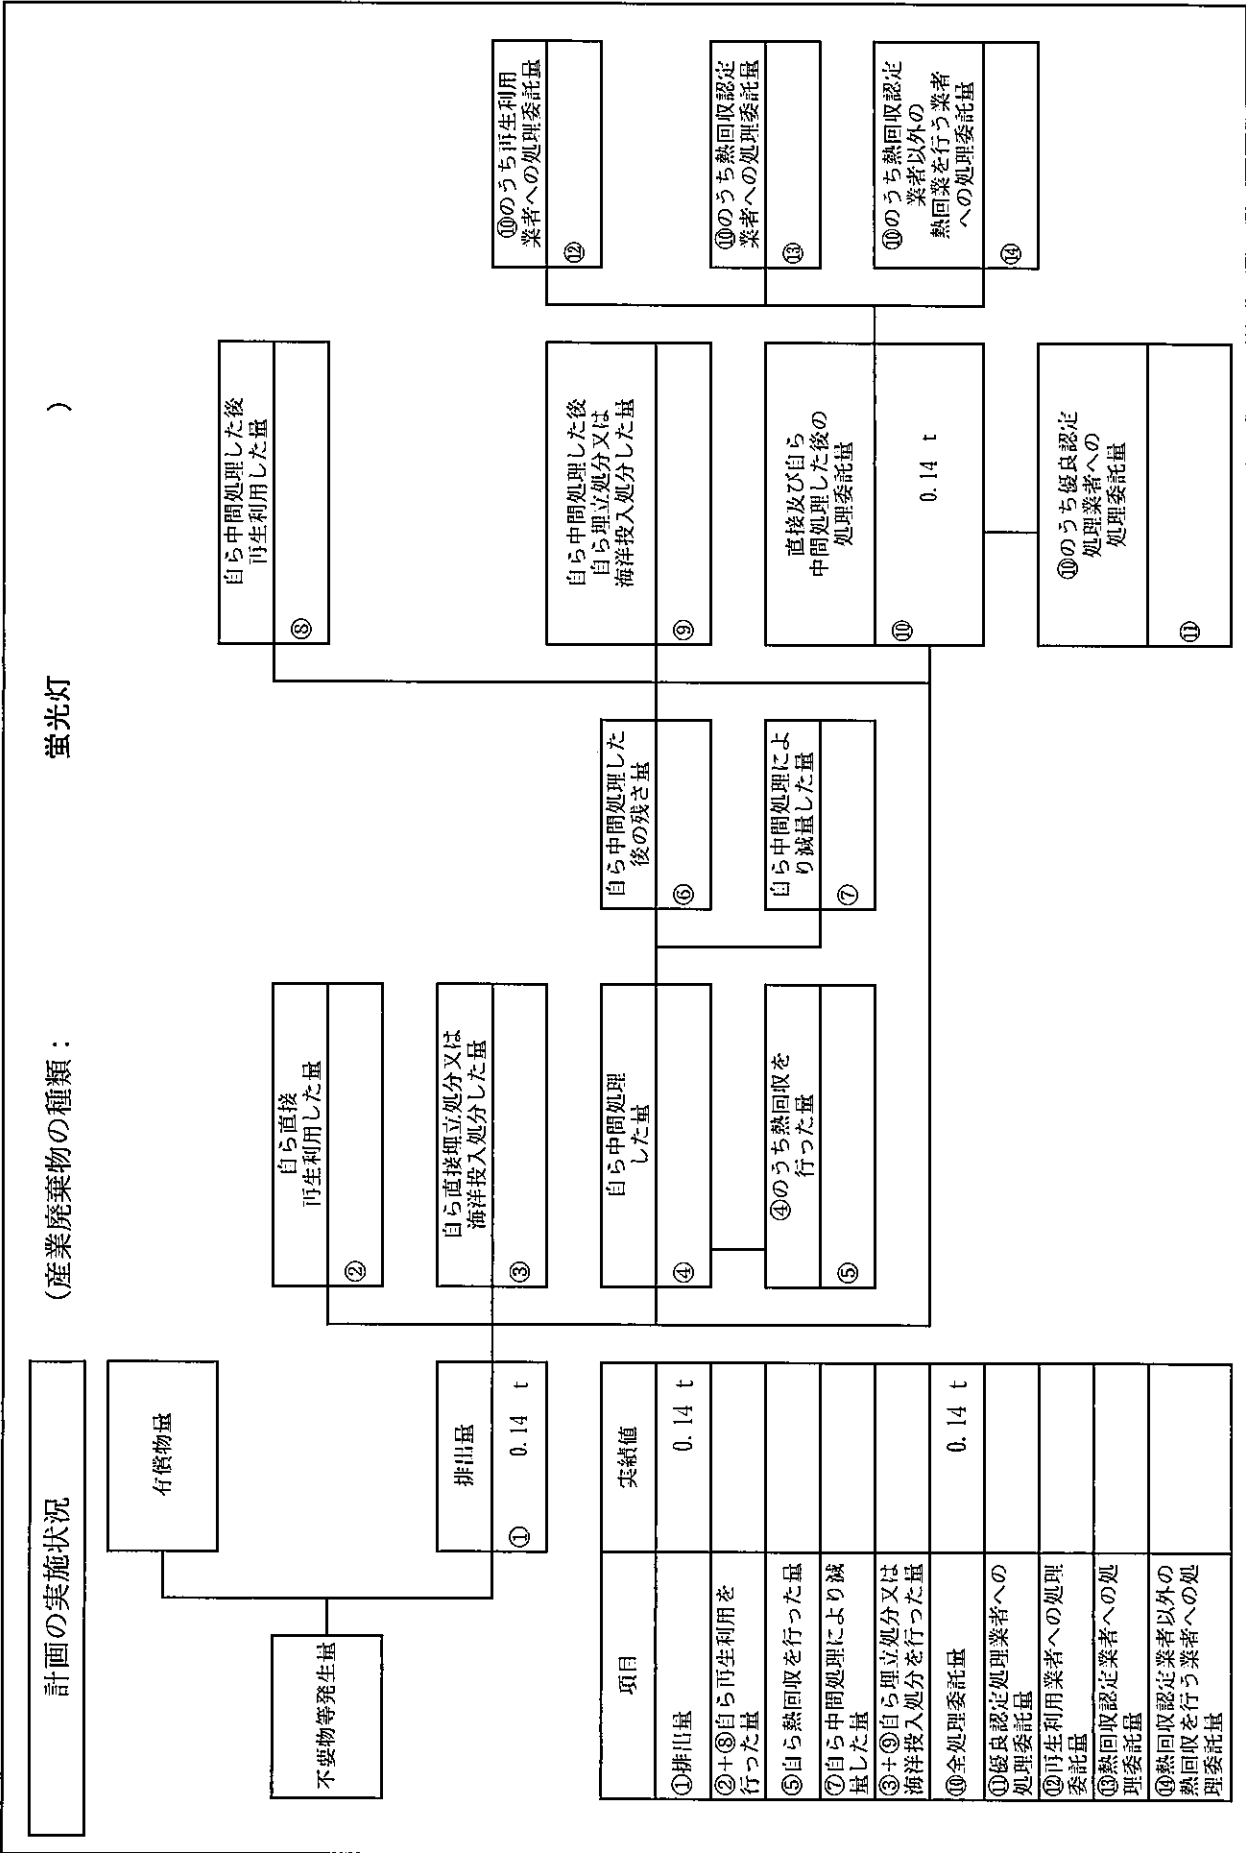 計画の実施状況
(産業廃棄物の種類:
蛍光灯
)
不要物等発生量
有償物量
排出量
① 0.14 t
自ら直接
再生利用した量
②
自ら直接埋立処分又は
海洋投入処分した量
③
自ら中間処理
した量
④
④のうち熱回収を
行った量
⑤
自ら中間処理した
後の残さ量
⑥
自ら中間処理によ
り減量した量
⑦
自ら中間処理した後
再生利用した量
⑧
自ら中間処理した後
自ら埋立処分又は
海洋投入処分した量
⑨
直接及び自ら
中間処理した後の
処理委託量
⑩ 0.14 t
⑩のうち優良認定
処理業者への
処理委託量
⑪
⑩のうち再生利用
業者への処理委託量
⑫
⑩のうち熱回収認定
業者への処理委託量
⑬
⑩のうち熱回収認定
業者以外の
熱回業を行う業者
への処理委託量
⑭
項目 実績値
①排出量 0.14 t
②+⑧自ら再生利用を
行った量
⑤自ら熱回収を行った量
⑦自ら中間処理により減
量した量
③+⑨自ら埋立処分又は
海洋投入処分を行った量
⑩全処理委託量 0.14 t
⑪優良認定処理業者への
処理委託量
⑫再生利用業者への処理
委託量
⑬熱回収認定業者への処
理委託量
⑭熱回収認定業者以外の
熱回収を行う業者への処
理委託量